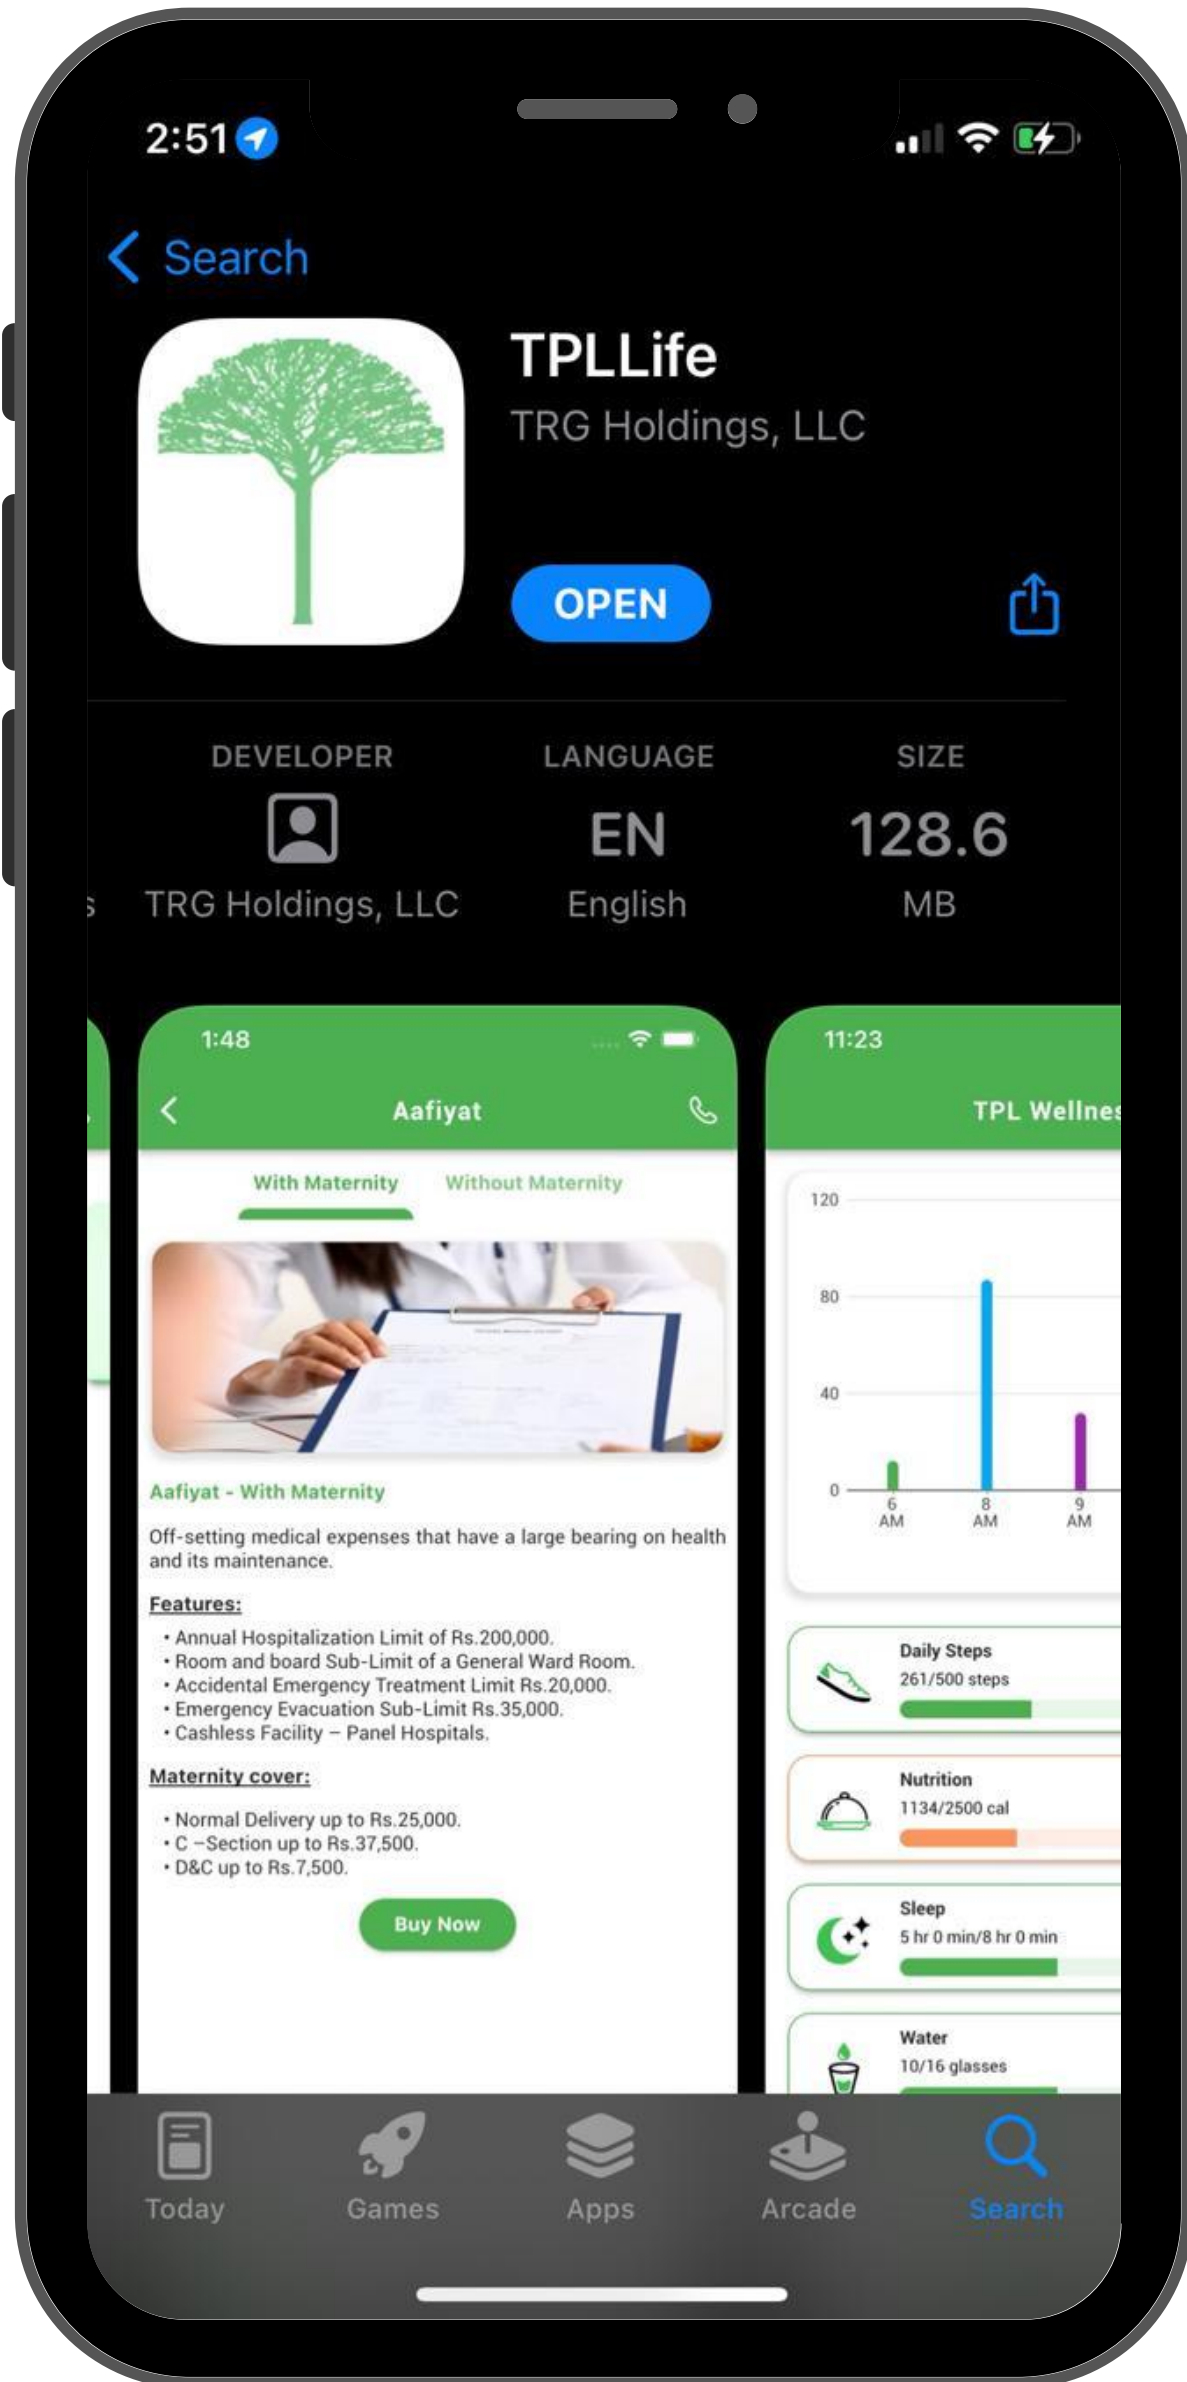 2:51
Search
TPLLife
TRG Holdings, LLC
OPEN
DEVELOPER
LANGUAGE
SIZE
EN
128.6
s
TRG Holdings, LLC
English
MB
1:48
Aafiyat
With Maternity
Without Maternity
Aafiyat - With Maternity
Off-setting medical expenses that have a large bearing on health
and its maintenance.
Features:
• Annual Hospitalization Limit of Rs.200,000.
• Room and board Sub-Limit of a General Ward Room.
• Accidental Emergency Treatment Limit Rs.20,000.
• Emergency Evacuation Sub-Limit Rs.35,000.
• Cashless Facility – Panel Hospitals.
Maternity cover:
• Normal Delivery up to Rs.25,000.
• C –Section up to Rs.37,500.
• D&C up to Rs.7,500.
Buy Now
11:23
TPL Wellnes
120
80
40
0
6
AM
8
AM
9
AM
Daily Steps
261/500 steps
Nutrition
1134/2500 cal
Sleep
5 hr 0 min/8 hr 0 min
Water
10/16 glasses
Today
Games
Apps
Arcade
Search